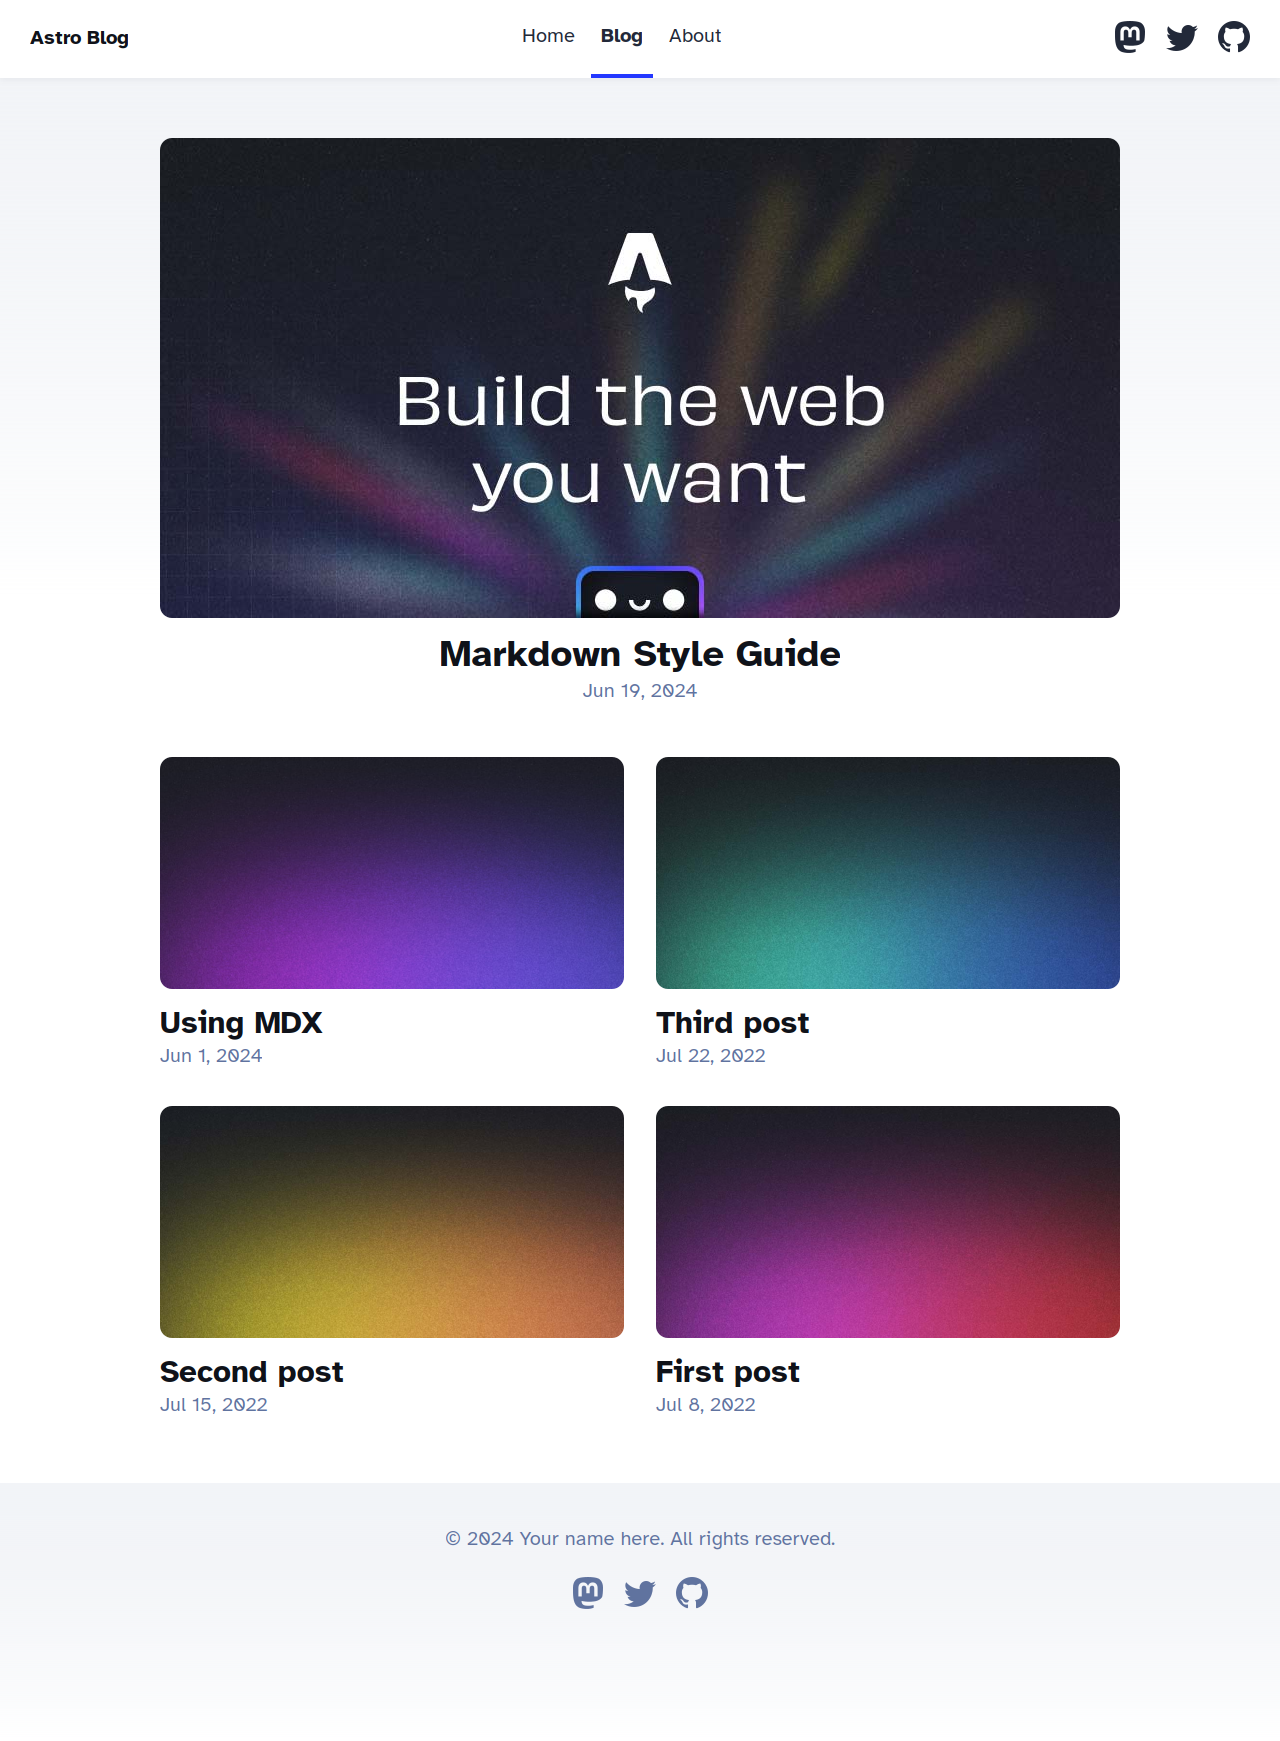 Astro Blog
Home Blog About
Build the web
you want
Markdown Style Guide
Jun 19, 2024
Using MDX
Jun 1, 2024
Third post
Jul 22, 2022
Second post
Jul 15, 2022
First post
Jul 8, 2022
© 2024 Your name here. All rights reserved.